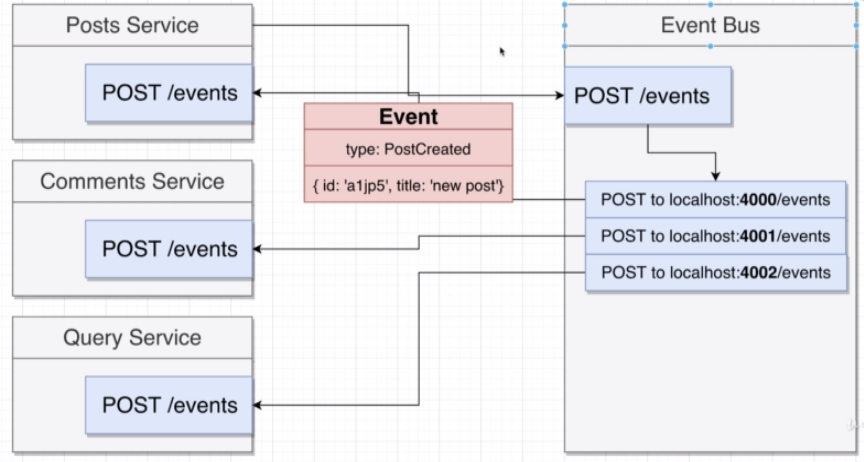 Posts Service
POST /events
Event Bus
POST /events
Event
type: PostCreated
{ id: 'a1jp5', title: 'new post'}
Comments Service
POST /events
POST to localhost:4000/events
POST to localhost:4001/events
POST to localhost:4002/events
Query Service
POST /events